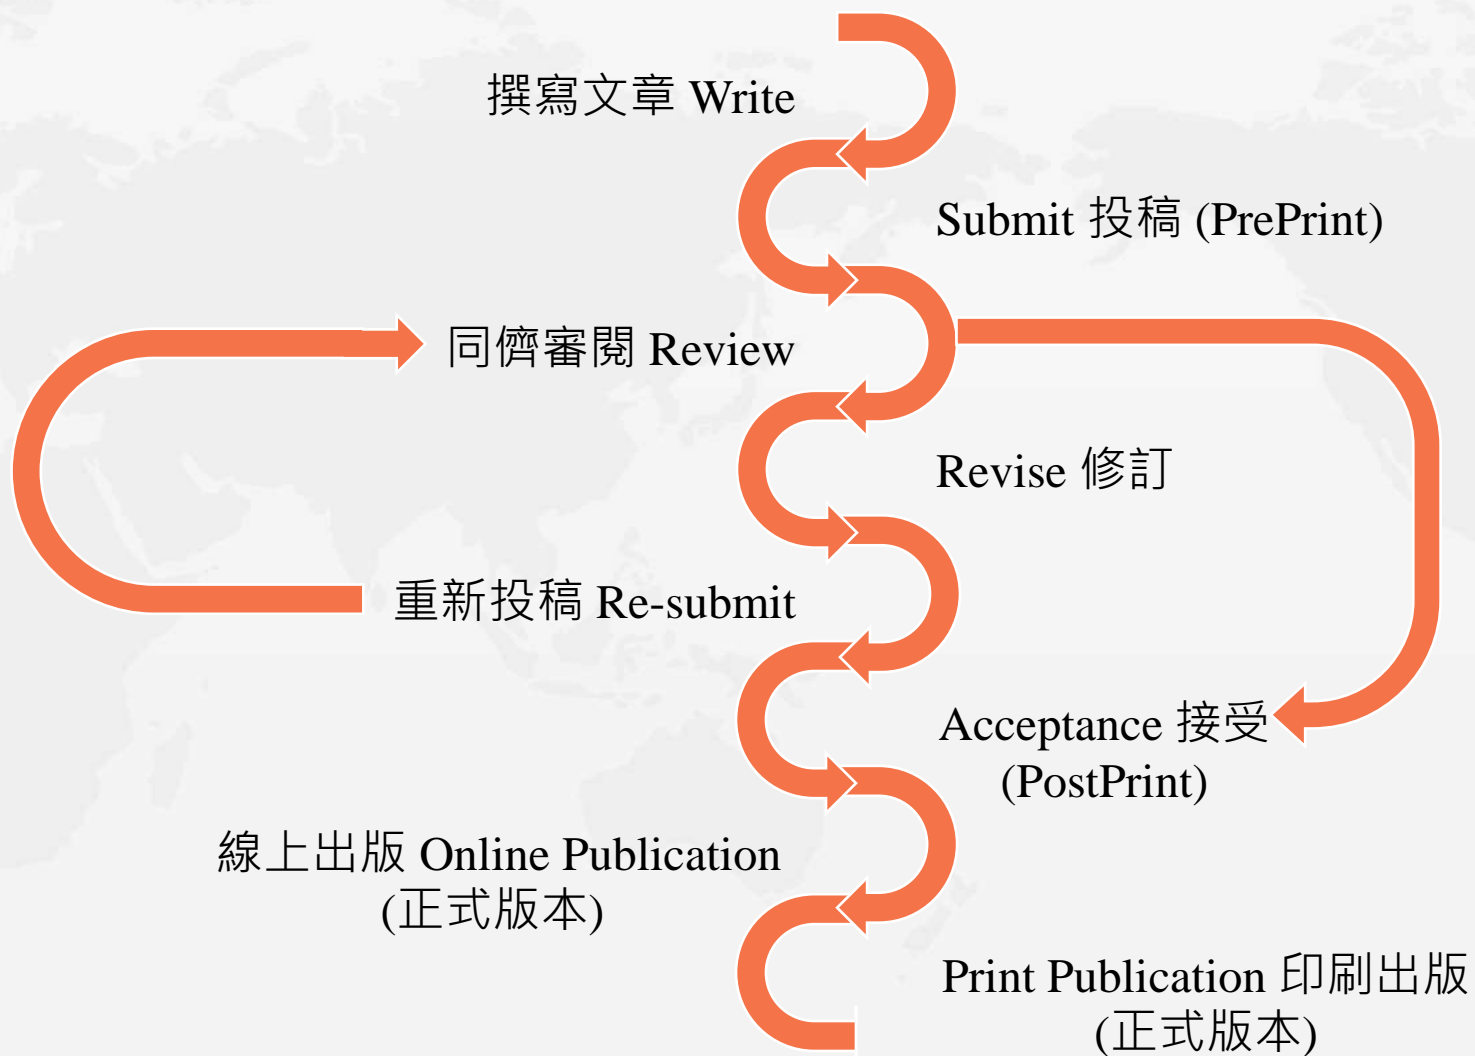 撰寫文章 Write
Submit 投稿 (PrePrint)
同儕審閱 Review
Revise 修訂
重新投稿 Re-submit
Acceptance 接受
(PostPrint)
線上出版 Online Publication
(正式版本)
Print Publication 印刷出版
(正式版本)